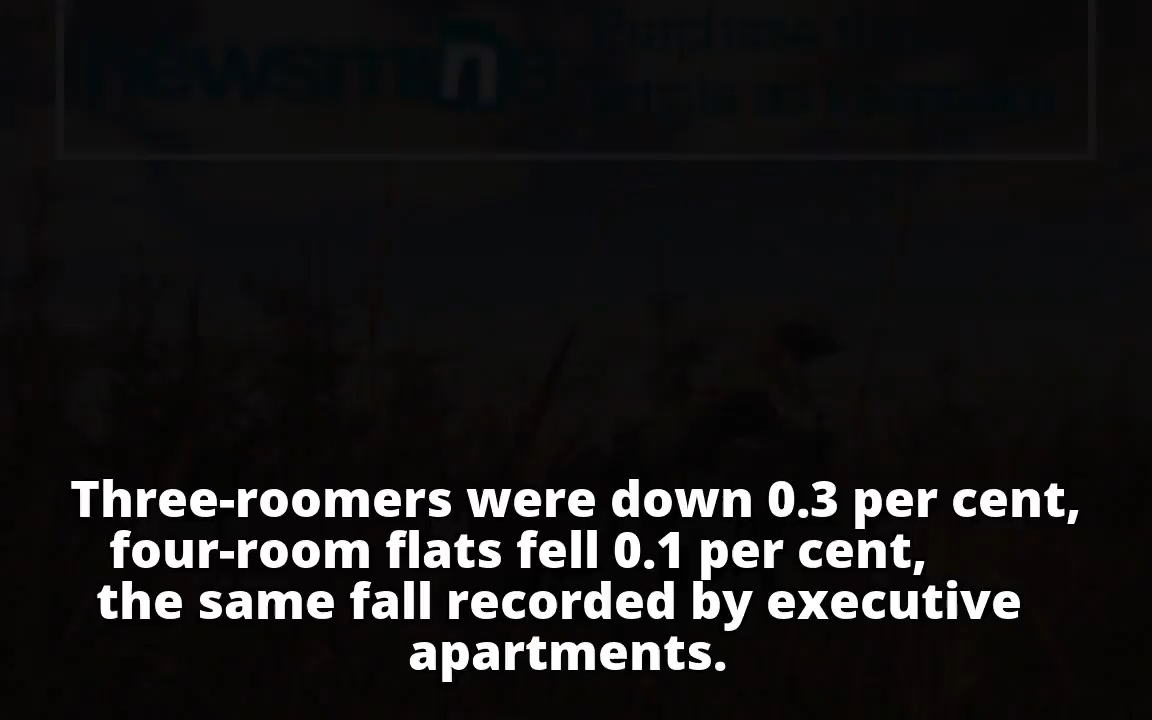 Three-roomers were down 0.3 per cent,
four-room flats fell 0.1 per cent,
the same fall recorded by executive
apartments.